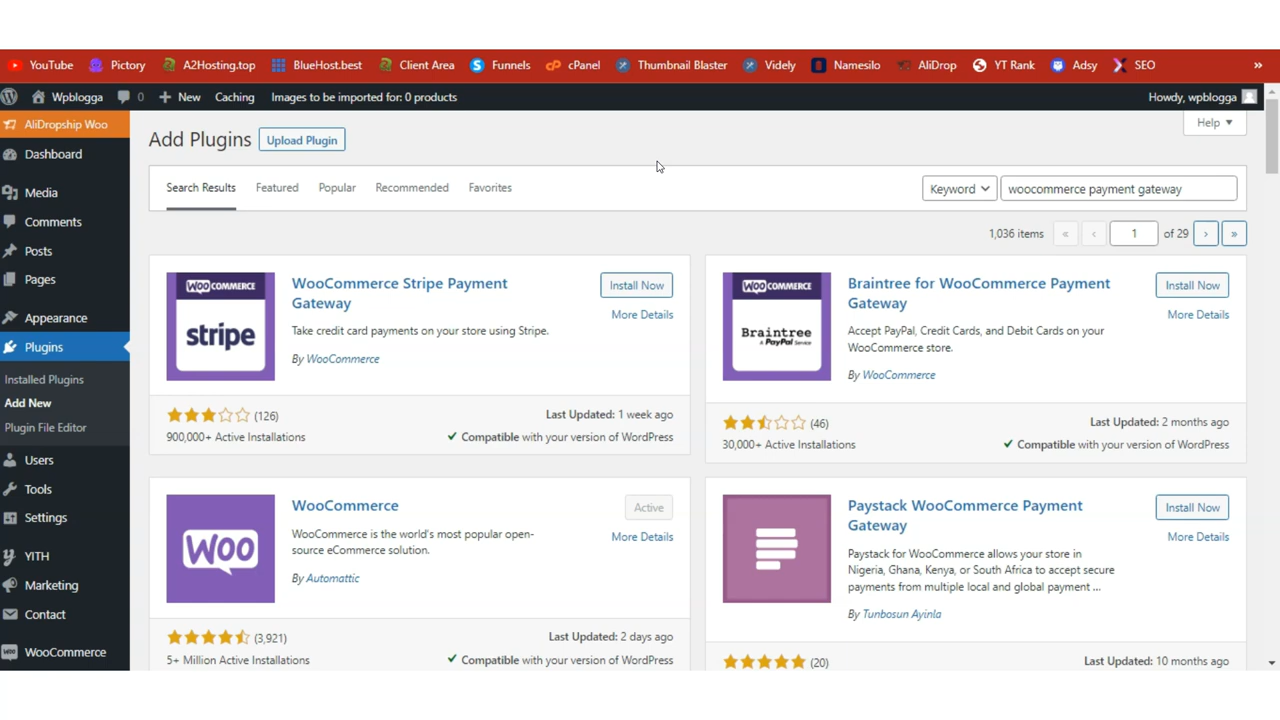 YouTube Pictory A2Hosting.top BlueHost.best Client Area Funnels cPanel Thumbnail Blaster Videly Namesilo AliDrop YT Rank Adsy SEO »
Wpblogga 0 New Caching Images to be imported for: 0 products Howdy, wpblogga
AliDropship Woo
Dashboard
Media
Comments
Posts
Pages
Appearance
Plugins
Installed Plugins
Add New
Plugin File Editor
Users
Tools
Settings
YITH
Marketing
Contact
WooCommerce
Help
Add Plugins Upload Plugin
Search Results Featured Popular Recommended Favorites Keyword woocommerce payment gateway
1,036 items « ‹ 1 of 29 › »
WOO COMMERCE
stripe
WooCommerce Stripe Payment
Gateway
Install Now
More Details
Take credit card payments on your store using Stripe.
By WooCommerce
(126)
Last Updated: 1 week ago
900,000+ Active Installations
Compatible with your version of WordPress
WOO COMMERCE
Braintree
A PayPal Service
Braintree for WooCommerce Payment
Gateway
Install Now
More Details
Accept PayPal, Credit Cards, and Debit Cards on your
WooCommerce store.
By WooCommerce
(46)
Last Updated: 2 months ago
30,000+ Active Installations
Compatible with your version of WordPress
WOO
WooCommerce
Active
More Details
WooCommerce is the world's most popular open-
source eCommerce solution.
By Automattic
(3,921)
Last Updated: 2 days ago
5+ Million Active Installations
Compatible with your version of WordPress
Paystack WooCommerce Payment
Gateway
Install Now
More Details
Paystack for WooCommerce allows your store in
Nigeria, Ghana, Kenya, or South Africa to accept secure
payments from multiple local and global payment ...
By Tunbosun Ayinla
(20)
Last Updated: 10 months ago